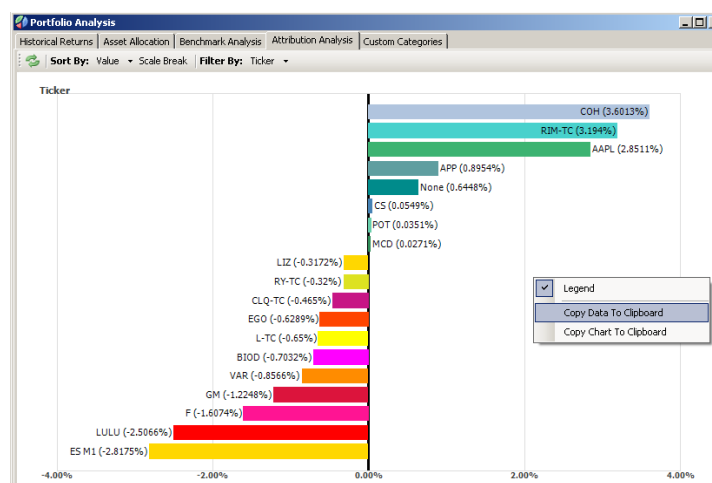 Portfolio Analysis
Historical Returns Asset Allocation Benchmark Analysis Attribution Analysis Custom Categories
Sort By: Value Scale Break Filter By: Ticker
Ticker
COH (3.6013%)
RIM-TC (3.194%)
AAPL (2.8511%)
APP (0.8954%)
None (0.6448%)
CS (0.0549%)
POT (0.0351%)
MCD (0.0271%)
LIZ (-0.3172%)
RY-TC (-0.32%)
CLQ-TC (-0.465%)
EGO (-0.6289%)
L-TC (-0.65%)
BIOD (-0.7032%)
VAR (-0.8566%)
GM (-1.2248%)
F (-1.6074%)
LULU (-2.5066%)
ES M1 (-2.8175%)
Legend
Copy Data To Clipboard
Copy Chart To Clipboard
-4.00% -2.00% 0.00% 2.00% 4.00%